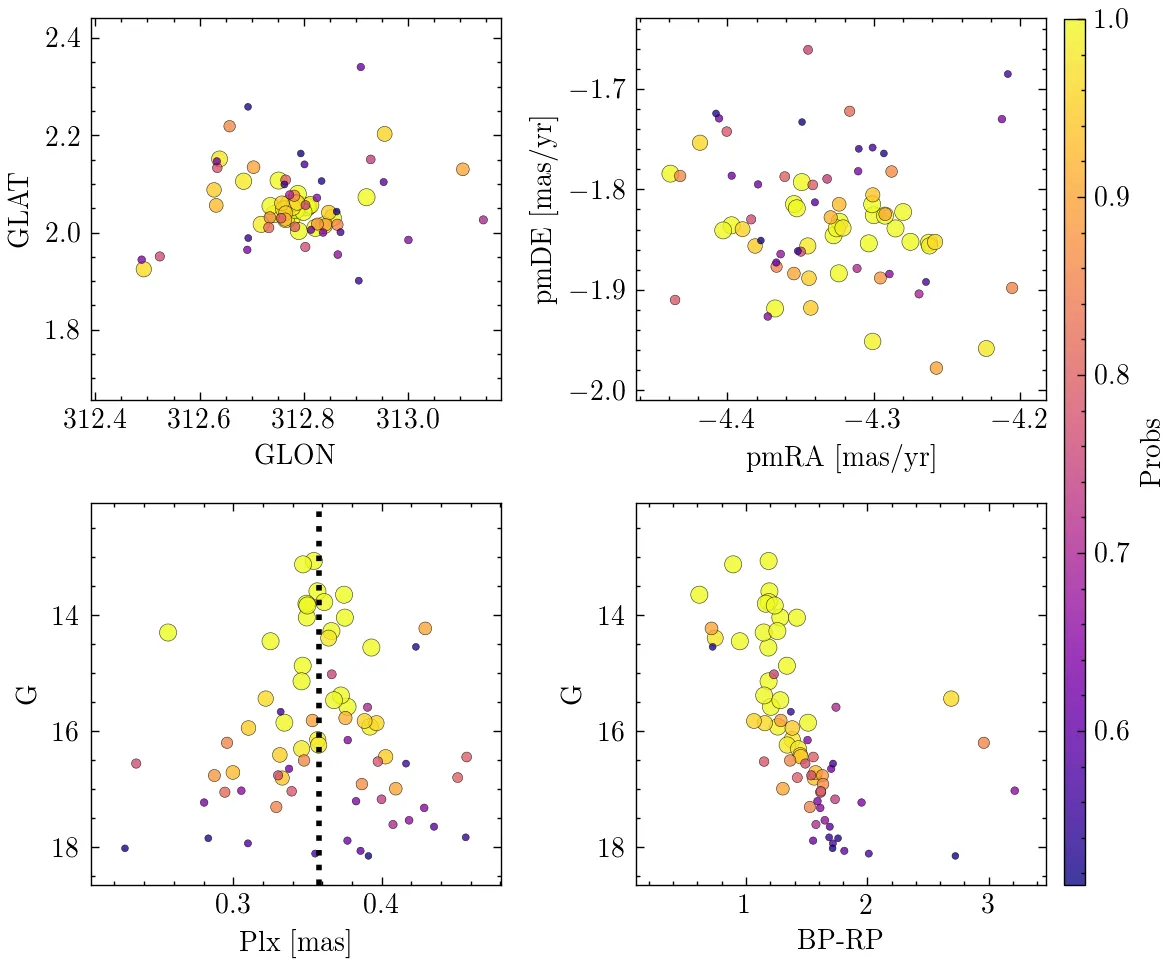 2.4
2.2
2.0
1.8
GLAT
312.4 312.6 312.8 313.0
GLON
−1.7
−1.8
−1.9
−2.0
pmDE [mas/yr]
−4.4 −4.3 −4.2
pmRA [mas/yr]
1.0
0.9
0.8
0.7
0.6
Probs
14
16
18
G
0.3 0.4
Plx [mas]
14
16
18
G
1 2 3
BP-RP